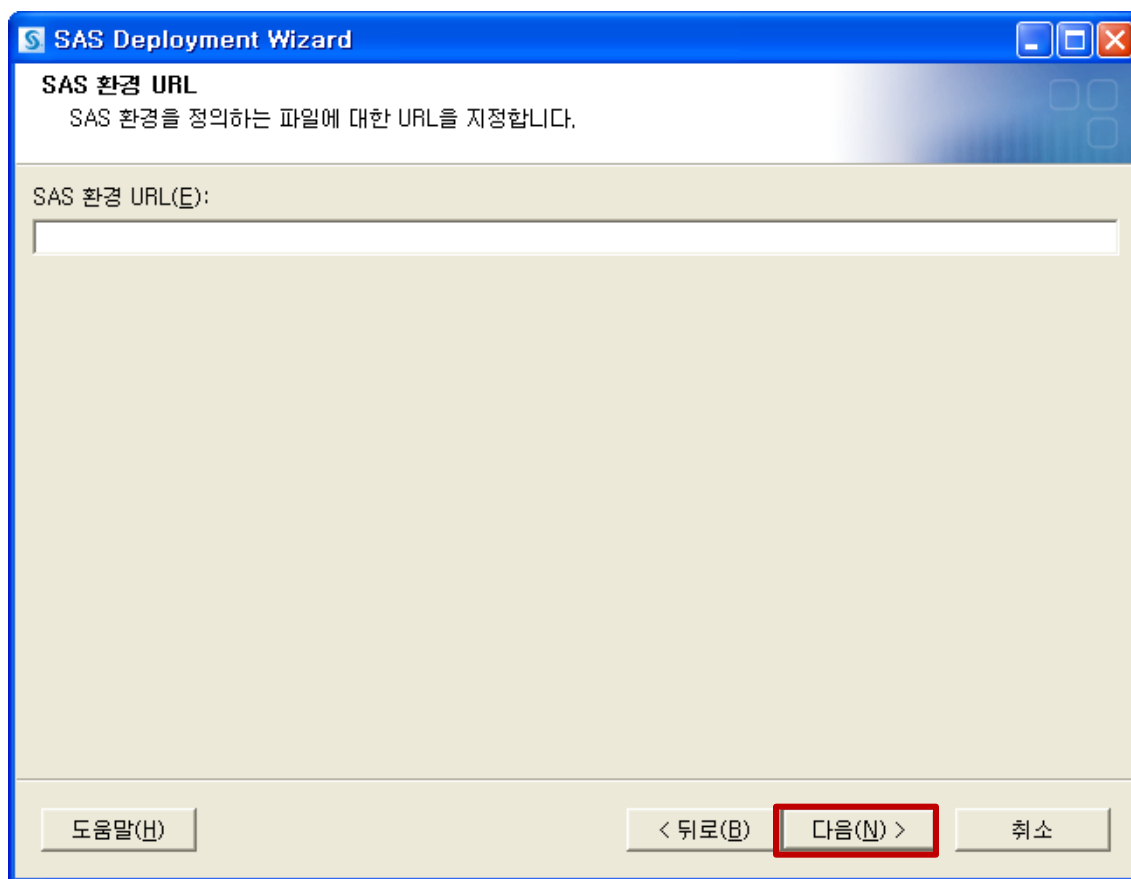 SAS Deployment Wizard
SAS 환경 URL
SAS 환경을 정의하는 파일에 대한 URL을 지정합니다.
SAS 환경 URL(E):
도움말(H)
< 뒤로(B)
다음(N) >
취소